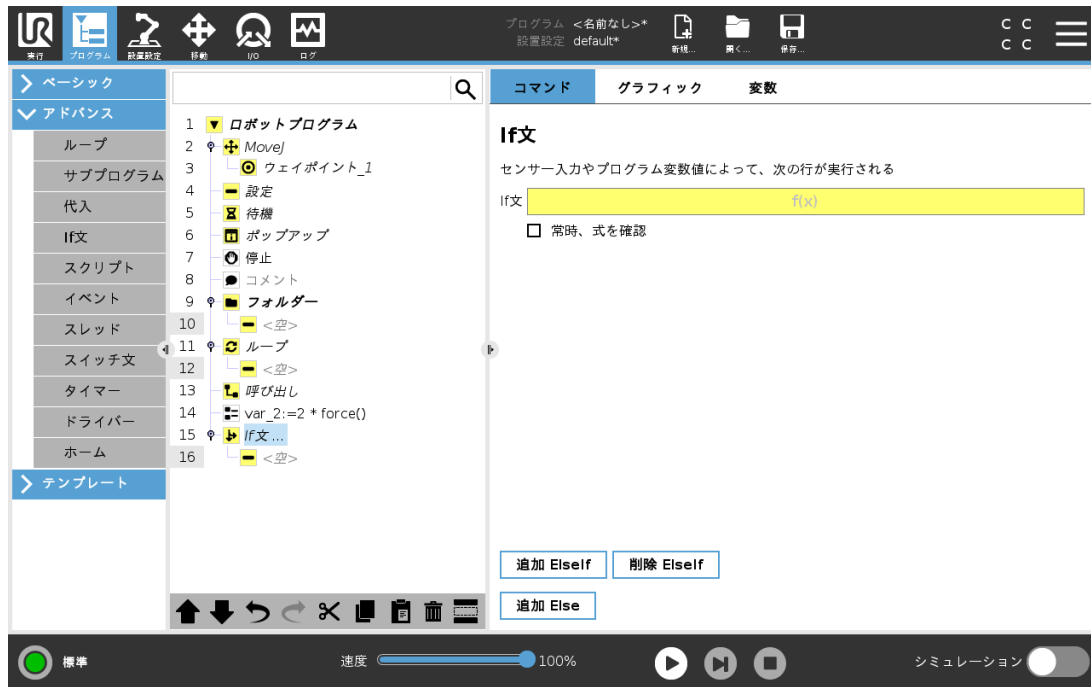 プログラム <名前なし>*
設置設定 default*
実行 プログラム 設置設定 移動 I/O ログ 新規... 開く... 保存...
C C
C C
ベーシック
アドバンス
ループ
サブプログラム
代入
If文
スクリプト
イベント
スレッド
スイッチ文
タイマー
ドライバー
ホーム
テンプレート
1 ロボットプログラム
2 MoveJ
3 ウェイポイント_1
4 設定
5 待機
6 ポップアップ
7 停止
8 コメント
9 フォルダー
10 <空>
11 ループ
12 <空>
13 呼び出し
14 var_2:=2 * force()
15 If文 ...
16 <空>
コマンド グラフィック 変数
If文
センサー入力やプログラム変数値によって、次の行が実行される
If文 f(x)
常時、式を確認
追加 ElseIf 削除 ElseIf
追加 Else
標準 速度 100% シミュレーション